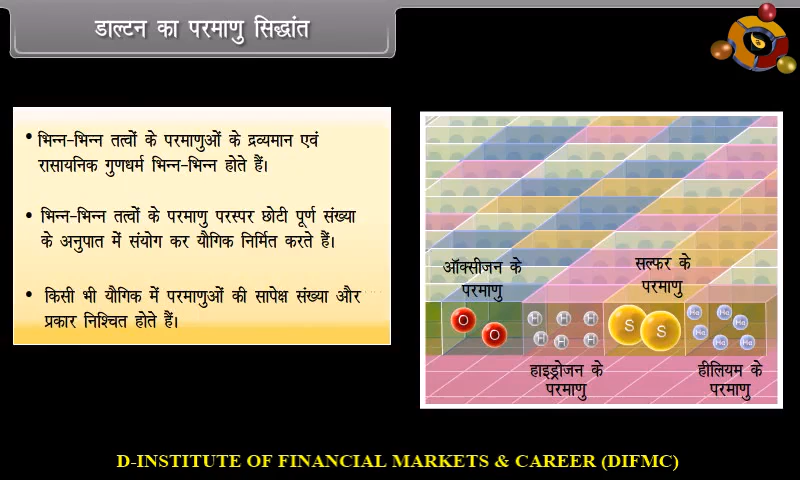 डाल्टन का परमाणु सिद्धांत
• भिन्न-भिन्न तत्वों के परमाणुओं के द्रव्यमान एवं
रासायनिक गुणधर्म भिन्न-भिन्न होते हैं।
• भिन्न-भिन्न तत्वों के परमाणु परस्पर छोटी पूर्ण संख्या
के अनुपात में संयोग कर यौगिक निर्मित करते हैं।
• किसी भी यौगिक में परमाणुओं की सापेक्ष संख्या और
प्रकार निश्चित होते हैं।
ऑक्सीजन के
परमाणु
सल्फर के
परमाणु
O O
H H H H H H
S S
He He He He He He
हाइड्रोजन के
परमाणु
हीलियम के
परमाणु
D-INSTITUTE OF FINANCIAL MARKETS & CAREER (DIFMC)